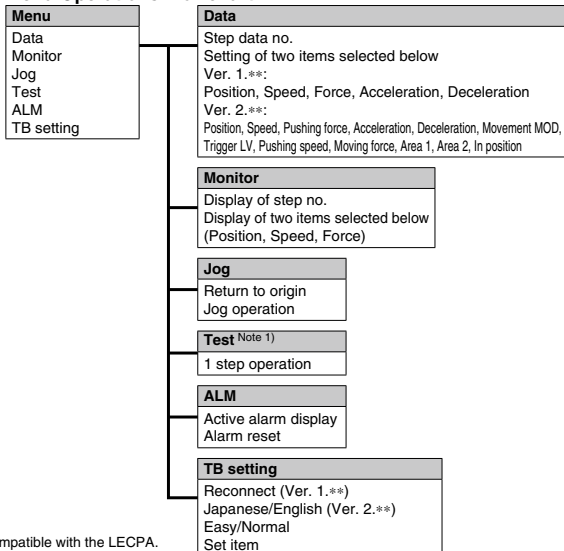 Menu
Data
Monitor
Jog
Test
ALM
TB setting
Data
Step data no.
Setting of two items selected below
Ver. 1.∗∗:
Position, Speed, Force, Acceleration, Deceleration
Ver. 2.∗∗:
Position, Speed, Pushing force, Acceleration, Deceleration, Movement MOD,
Trigger LV, Pushing speed, Moving force, Area 1, Area 2, In position
Monitor
Display of step no.
Display of two items selected below
(Position, Speed, Force)
Jog
Return to origin
Jog operation
Test Note 1)
1 step operation
ALM
Active alarm display
Alarm reset
TB setting
Reconnect (Ver. 1.∗∗)
Japanese/English (Ver. 2.∗∗)
Easy/Normal
Set item
mpatible with the LECPA.